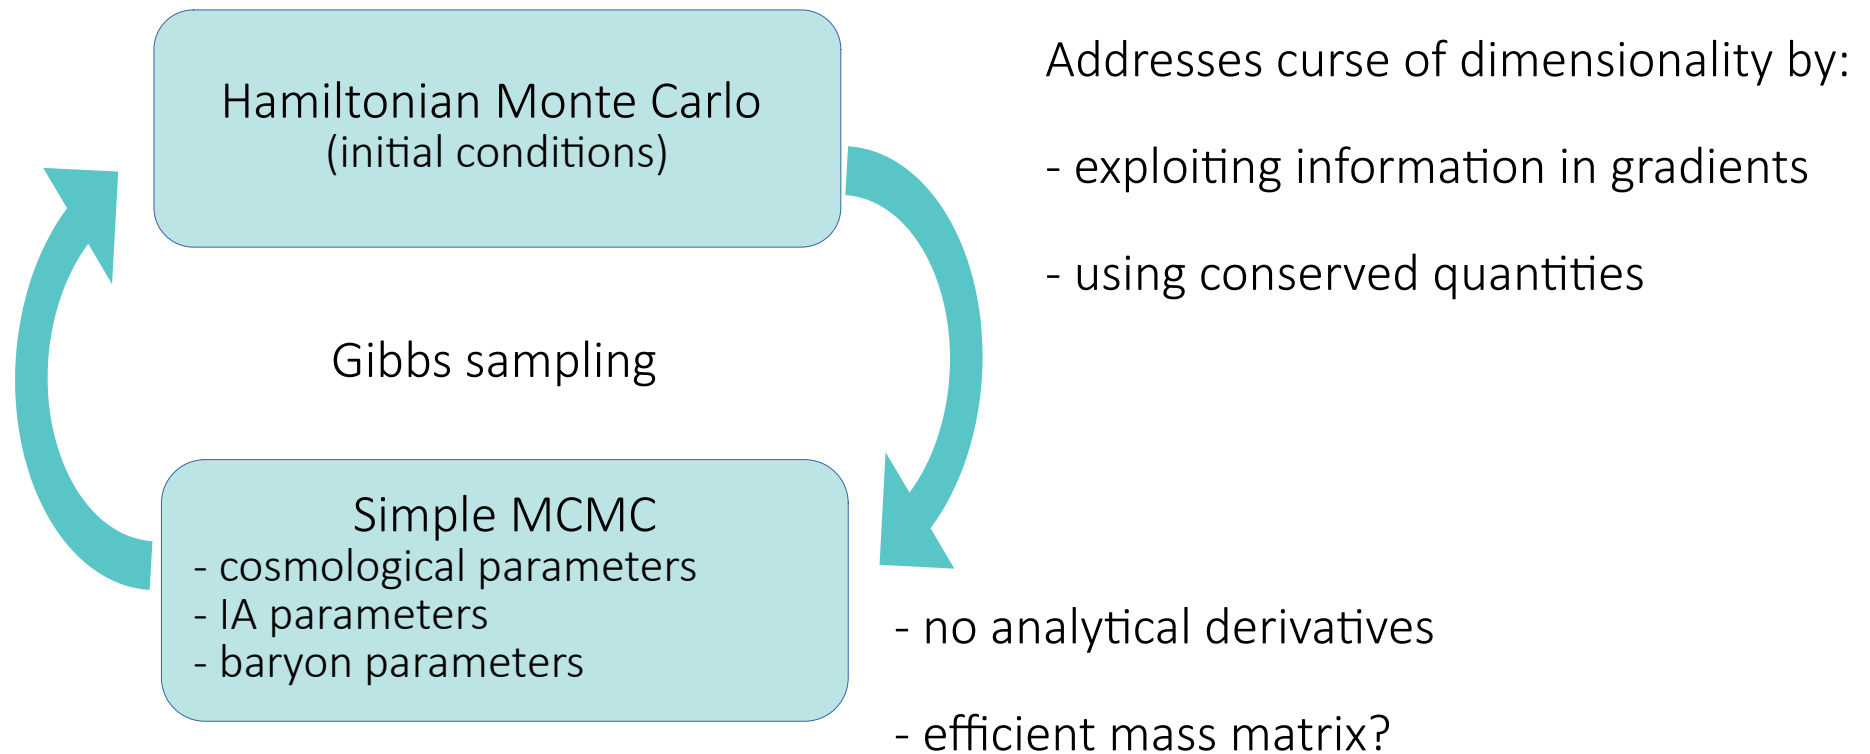 Hamiltonian Monte Carlo
(initial conditions)
Addresses curse of dimensionality by:
- exploiting information in gradients
- using conserved quantities
Gibbs sampling
Simple MCMC
- cosmological parameters
- IA parameters
- baryon parameters
- no analytical derivatives
- efficient mass matrix?